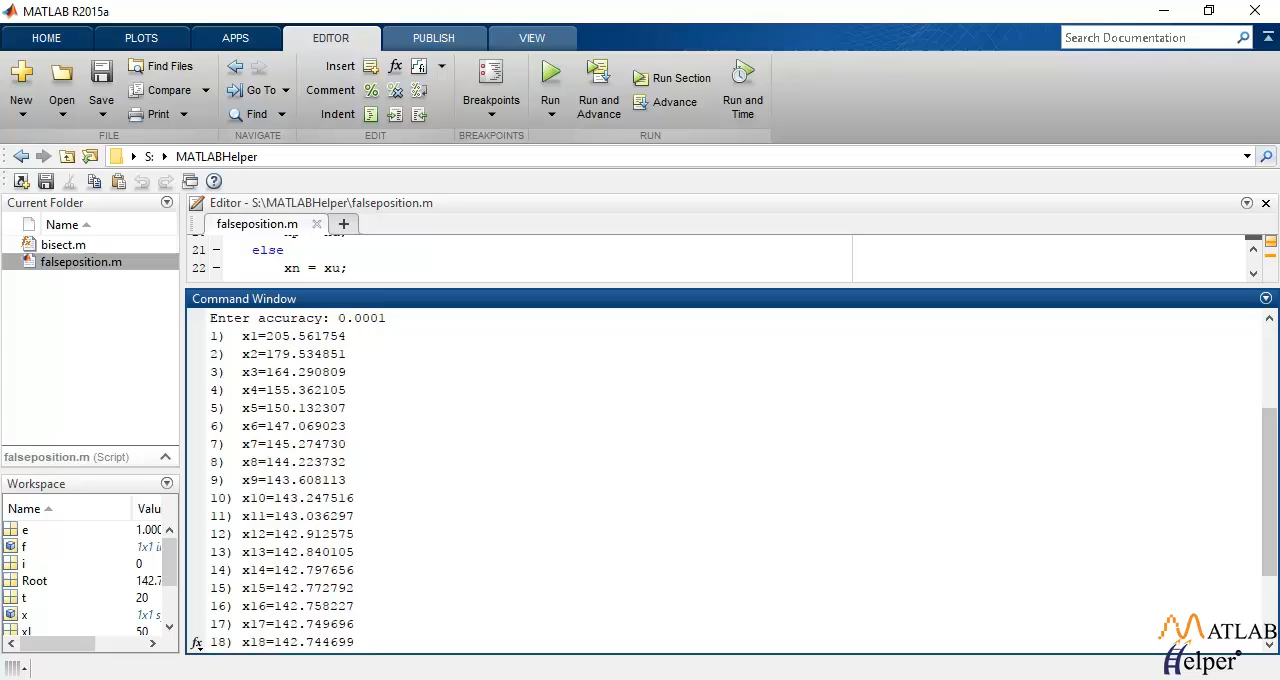 MATLAB R2015a
HOME PLOTS APPS EDITOR PUBLISH VIEW Search Documentation
New Open Save Find Files Compare Print
Go To Find
Insert fx Comment Indent
Breakpoints Run Run and Advance Run Section Advance Run and Time
FILE NAVIGATE EDIT BREAKPOINTS RUN
S: MATLABHelper
Current Folder
Name
bisect.m
falseposition.m
falseposition.m (Script)
Workspace
Name Valu
e 1.000
f 1x1 i
i 0
Root 142.7
t 20
x 1x1 s
xl 50
Editor - S:\MATLABHelper\falseposition.m
falseposition.m
21 – else
22 – xn = xu;
Command Window
Enter accuracy: 0.0001
1) x1=205.561754
2) x2=179.534851
3) x3=164.290809
4) x4=155.362105
5) x5=150.132307
6) x6=147.069023
7) x7=145.274730
8) x8=144.223732
9) x9=143.608113
10) x10=143.247516
11) x11=143.036297
12) x12=142.912575
13) x13=142.840105
14) x14=142.797656
15) x15=142.772792
16) x16=142.758227
17) x17=142.749696
fx 18) x18=142.744699
MATLAB
Helper